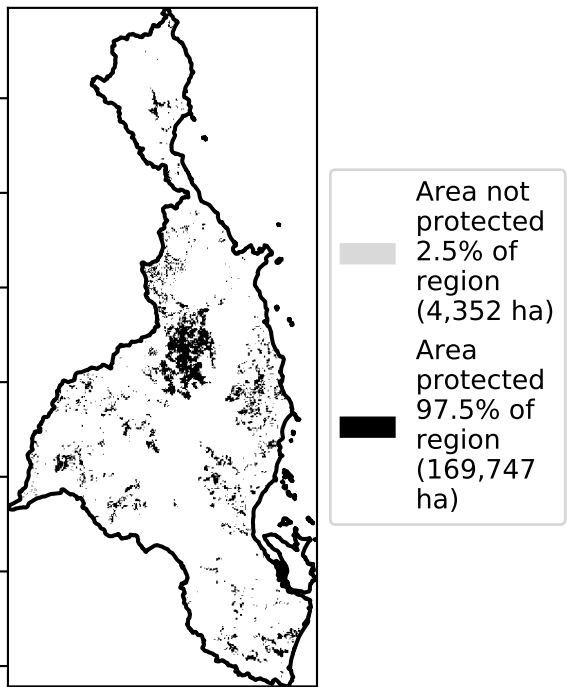 Area not
protected
2.5% of
region
(4,352 ha)
Area
protected
97.5% of
region
(169,747
ha)